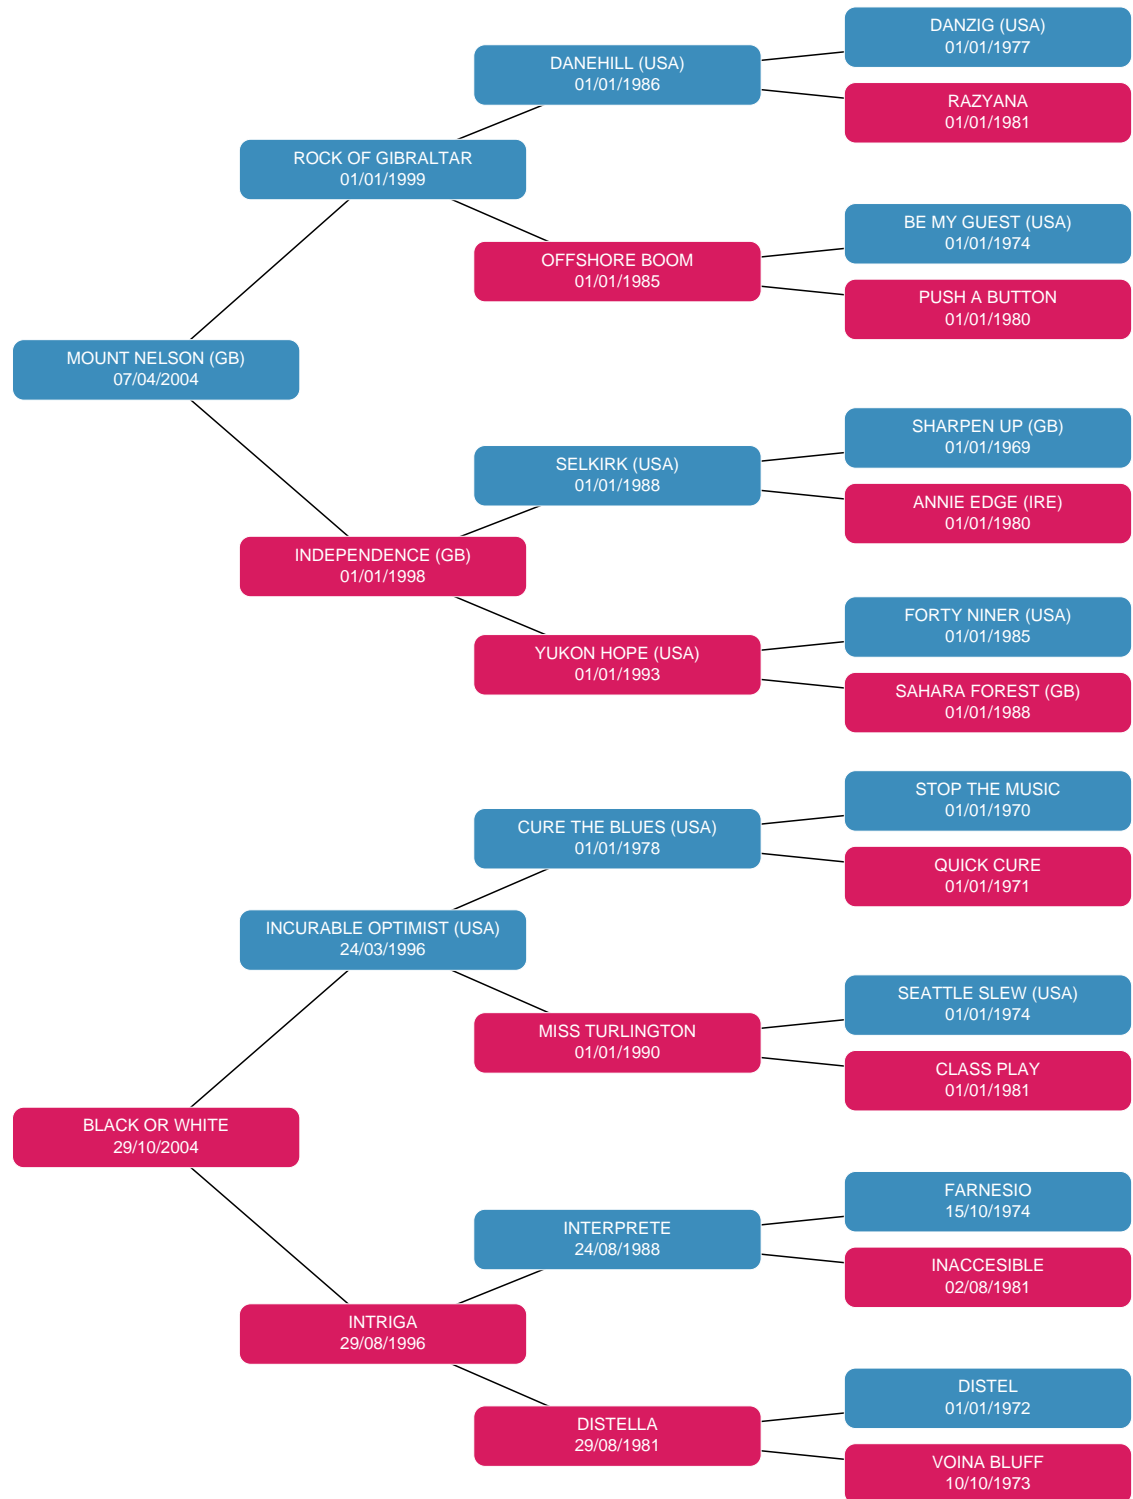 DANZIG (USA)
01/01/1977
DANEHILL (USA)
01/01/1986
RAZYANA
01/01/1981
ROCK OF GIBRALTAR
01/01/1999
BE MY GUEST (USA)
01/01/1974
OFFSHORE BOOM
01/01/1985
PUSH A BUTTON
01/01/1980
MOUNT NELSON (GB)
07/04/2004
SHARPEN UP (GB)
01/01/1969
SELKIRK (USA)
01/01/1988
ANNIE EDGE (IRE)
01/01/1980
INDEPENDENCE (GB)
01/01/1998
FORTY NINER (USA)
01/01/1985
YUKON HOPE (USA)
01/01/1993
SAHARA FOREST (GB)
01/01/1988
STOP THE MUSIC
01/01/1970
CURE THE BLUES (USA)
01/01/1978
QUICK CURE
01/01/1971
INCURABLE OPTIMIST (USA)
24/03/1996
SEATTLE SLEW (USA)
01/01/1974
MISS TURLINGTON
01/01/1990
CLASS PLAY
01/01/1981
BLACK OR WHITE
29/10/2004
FARNESIO
15/10/1974
INTERPRETE
24/08/1988
INACCESIBLE
02/08/1981
INTRIGA
29/08/1996
DISTEL
01/01/1972
DISTELLA
29/08/1981
VOINA BLUFF
10/10/1973